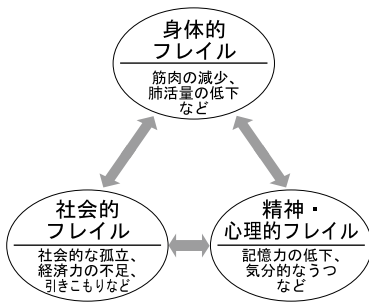 身体的
フレイル
筋肉の減少、
肺活量の低下
など
社会的
フレイル
社会的な孤立、
経済力の不足、
引きこもりなど
精神・
心理的フレイル
記憶力の低下、
気分的なうつ
など